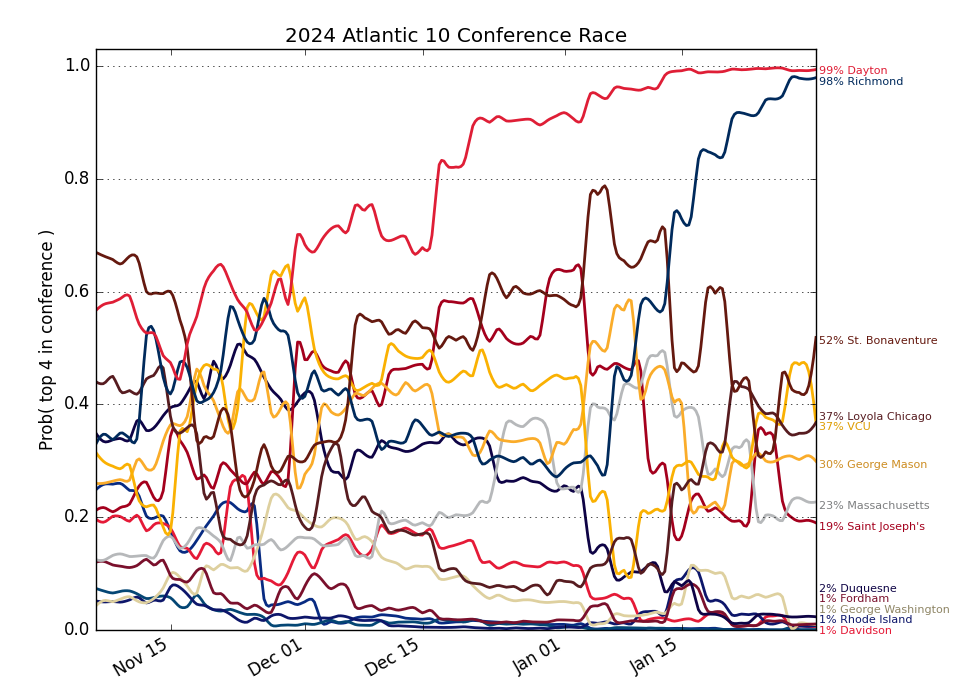 2024 Atlantic 10 Conference Race
Prob( top 4 in conference )
1.0
0.8
0.6
0.4
0.2
0.0
Nov 15
Dec 01
Dec 15
Jan 01
Jan 15
99% Dayton
98% Richmond
52% St. Bonaventure
37% Loyola Chicago
37% VCU
30% George Mason
23% Massachusetts
19% Saint Joseph's
2% Duquesne
1% Fordham
1% George Washington
1% Rhode Island
1% Davidson